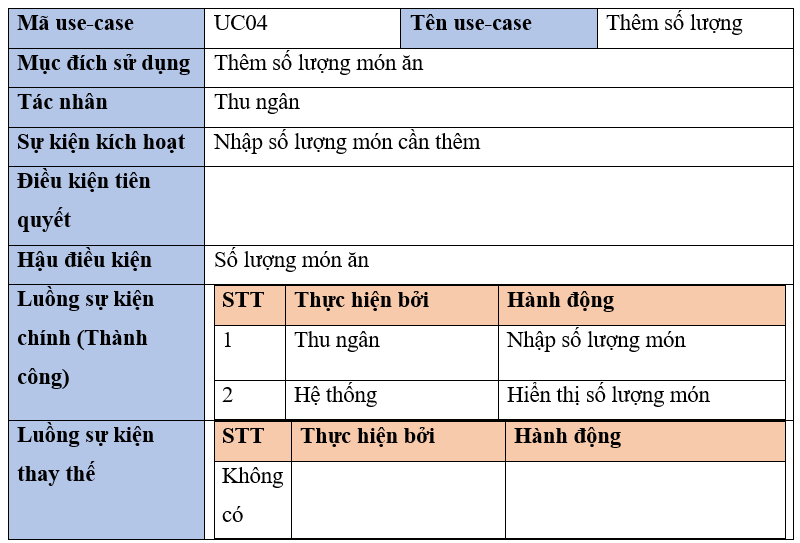 Mã use-case UC04 Tên use-case Thêm số lượng
Mục đích sử dụng Thêm số lượng món ăn
Tác nhân Thu ngân
Sự kiện kích hoạt Nhập số lượng món cần thêm
Điều kiện tiên
quyết
Hậu điều kiện Số lượng món ăn
Luồng sự kiện
chính (Thành
công)
STT Thực hiện bởi Hành động
1 Thu ngân Nhập số lượng món
2 Hệ thống Hiển thị số lượng món
Luồng sự kiện
thay thế
STT Thực hiện bởi Hành động
Không
có